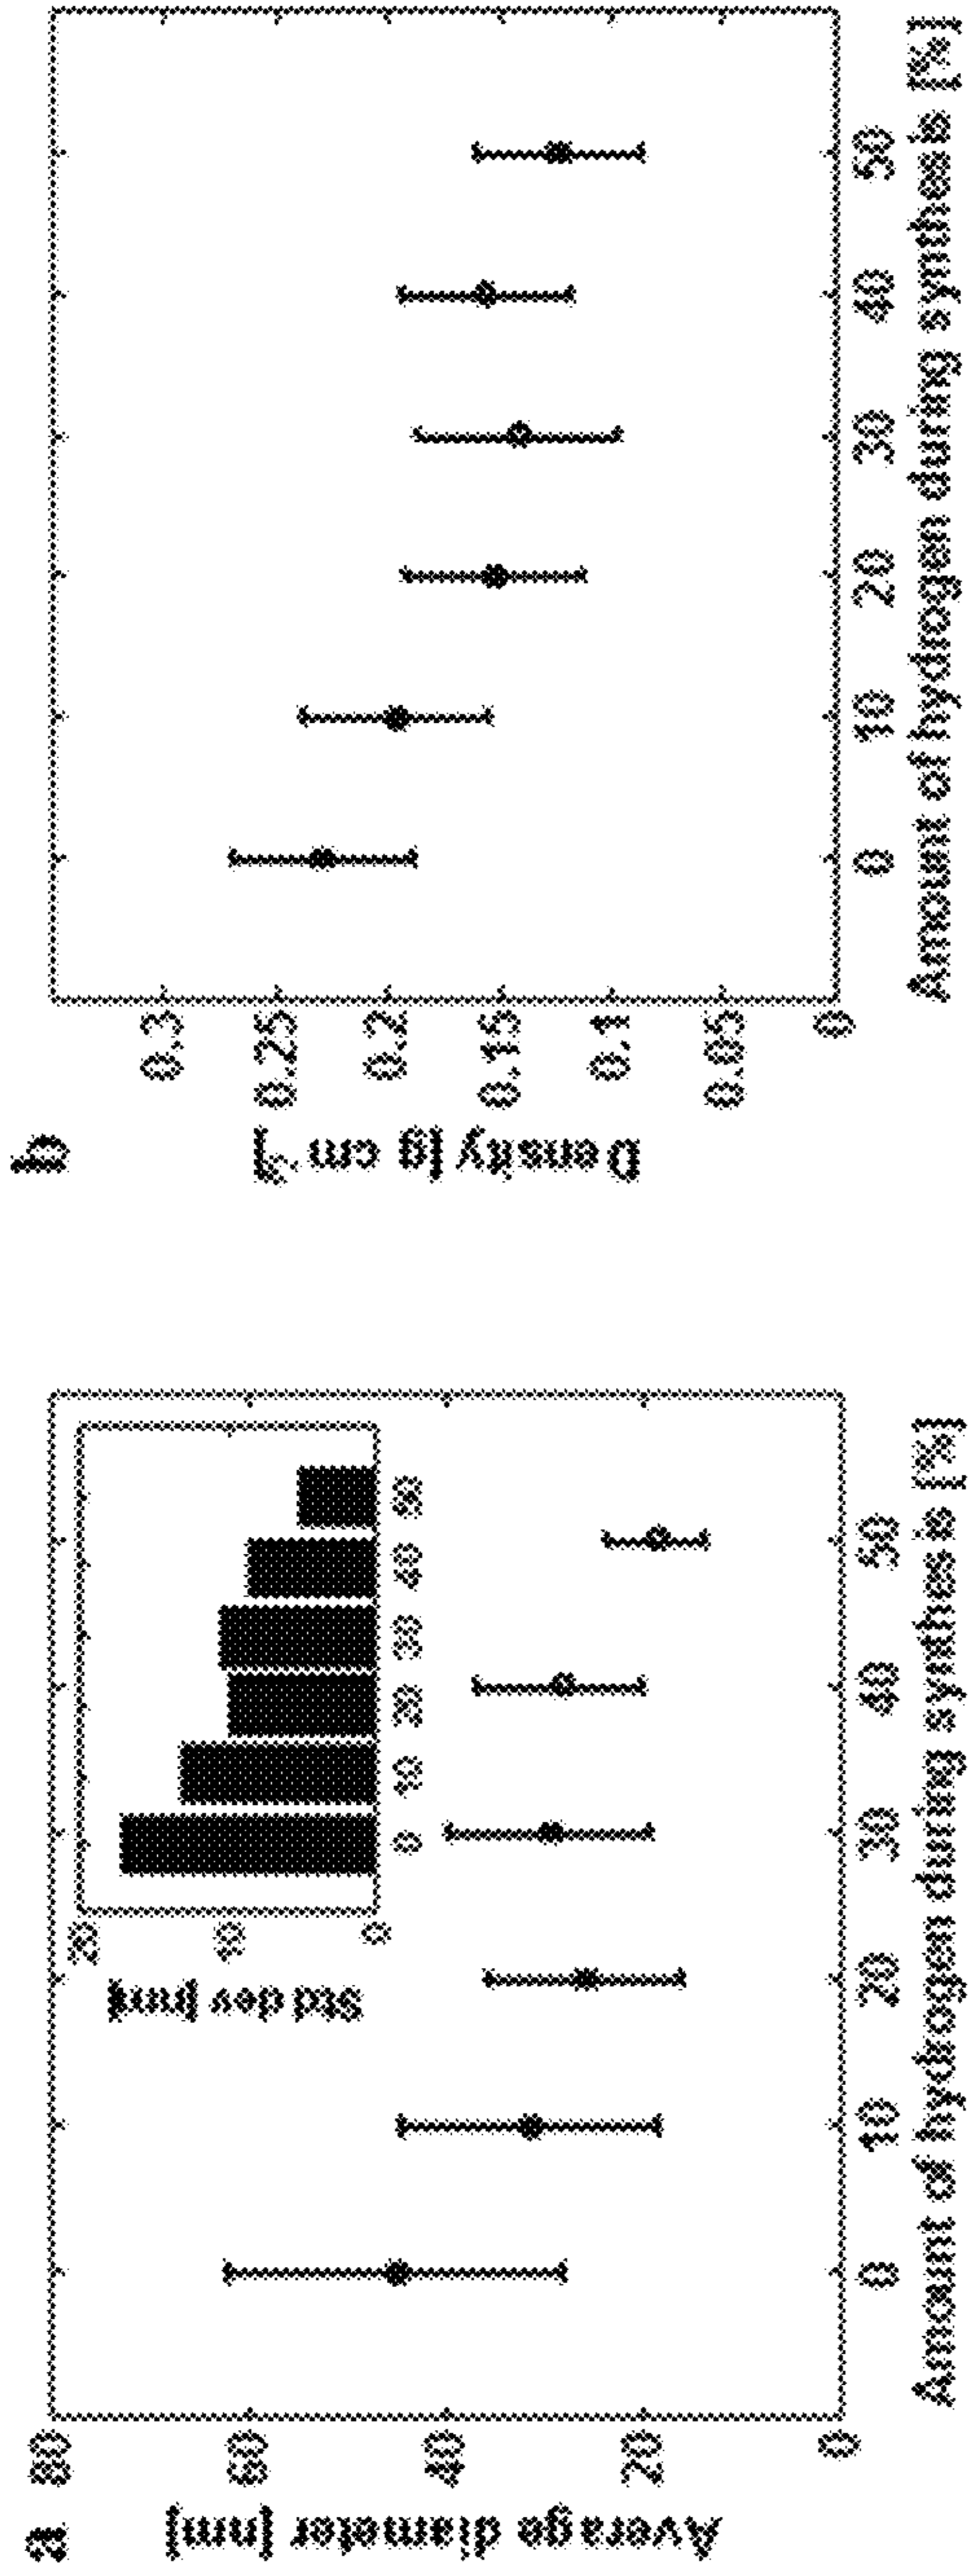 a
Average diameter [nm]
80
60
40
20
0
Std dev [nm]
20
10
0
0 10 20 30 40 50
0 10 20 30 40 50
Amount of hydrogen during synthesis [%]
b
Density [g cm⁻³]
0.3
0.25
0.2
0.15
0.1
0.05
0
0 10 20 30 40 50
Amount of hydrogen during synthesis [%]